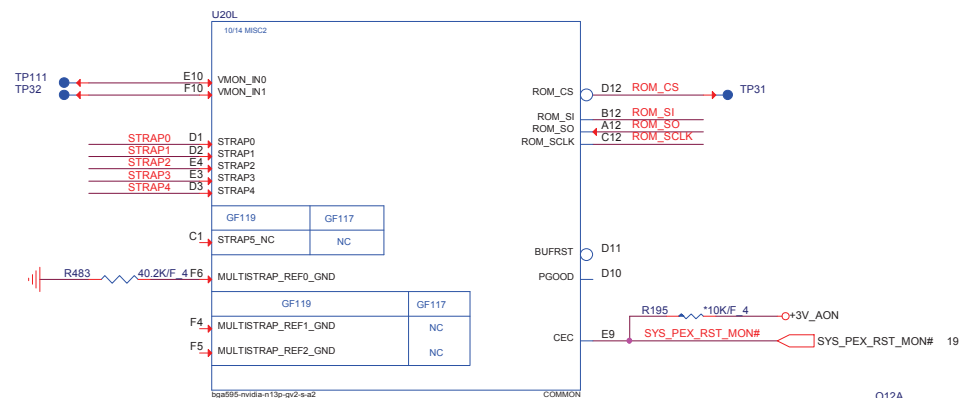 U20L
10/14 MISC2
TP111
TP32
E10
F10
VMON_IN0
VMON_IN1
STRAP0 D1 STRAP0
STRAP1 D2 STRAP1
STRAP2 E4 STRAP2
STRAP3 E3 STRAP3
STRAP4 D3 STRAP4
GF119 GF117
C1 STRAP5_NC NC
R483 40.2K/F_4 F6 MULTISTRAP_REF0_GND
GF119 GF117
F4 MULTISTRAP_REF1_GND NC
F5 MULTISTRAP_REF2_GND NC
bga595-nvidia-n13p-gv2-s-a2 COMMON
ROM_CS D12 ROM_CS TP31
ROM_SI B12 ROM_SI
ROM_SO A12 ROM_SO
ROM_SCLK C12 ROM_SCLK
BUFRST D11
PGOOD D10
R195 *10K/F_4 +3V_AON
CEC E9 SYS_PEX_RST_MON# SYS_PEX_RST_MON# 19
Q12A